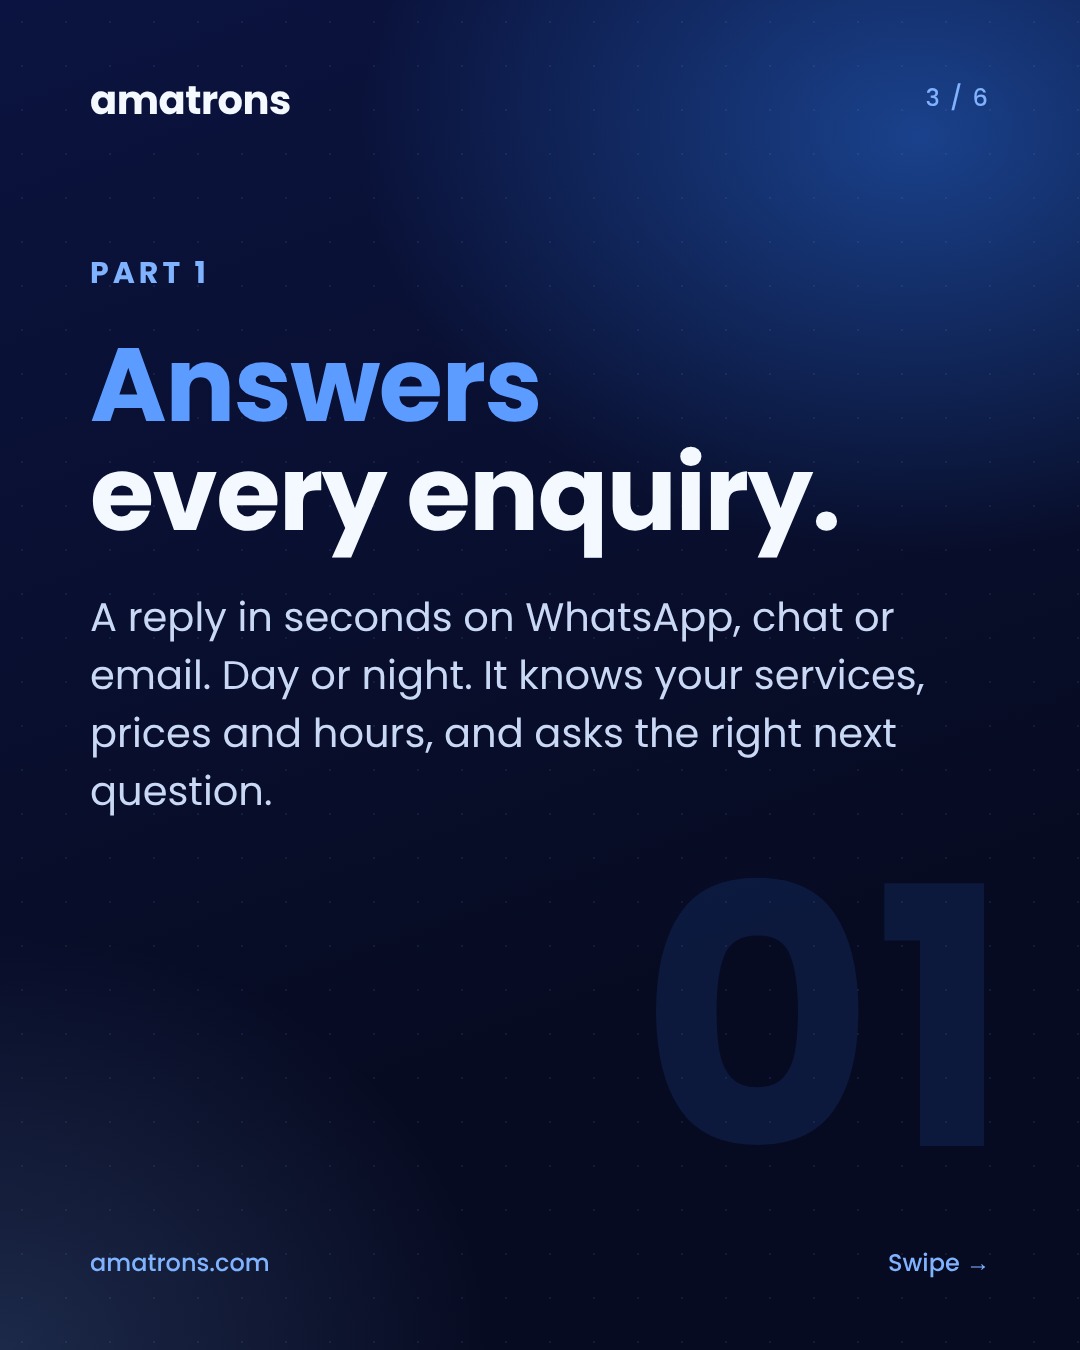 amatrons
3 / 6
PART 1
Answers
every enquiry.
A reply in seconds on WhatsApp, chat or
email. Day or night. It knows your services,
prices and hours, and asks the right next
question.
01
amatrons.com
Swipe →